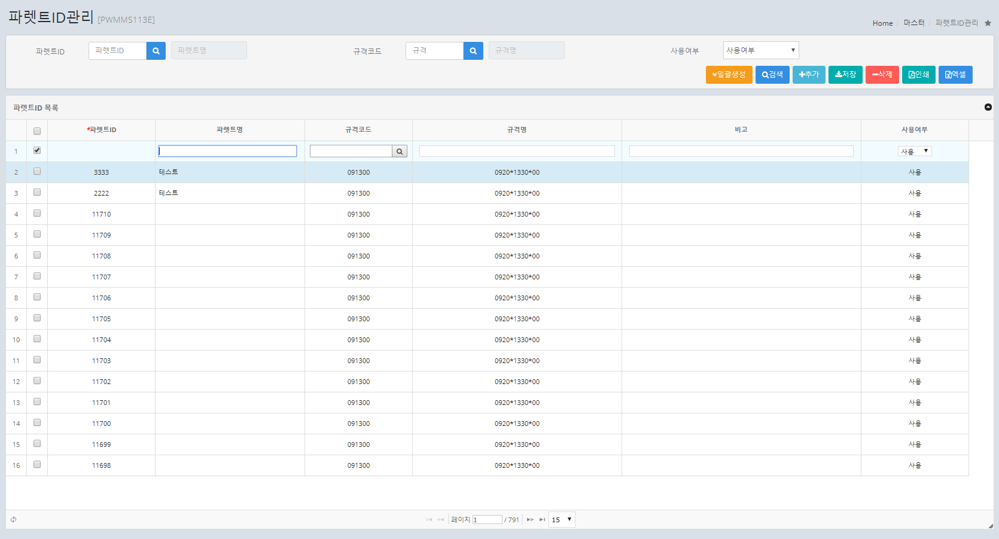 파렛트ID관리 [PWMMS113E]
Home / 마스터 / 파렛트ID관리
파렛트ID 파렛트ID 파렛트명 규격코드 규격 규격명 사용여부 사용여부
일괄생성 검색 추가 저장 삭제 인쇄 엑셀
파렛트ID 목록
*파렛트ID 파렛트명 규격코드 규격명 비고 사용여부
1 사용
2 3333 테스트 091300 0920*1330*00 사용
3 2222 테스트 091300 0920*1330*00 사용
4 11710 091300 0920*1330*00 사용
5 11709 091300 0920*1330*00 사용
6 11708 091300 0920*1330*00 사용
7 11707 091300 0920*1330*00 사용
8 11706 091300 0920*1330*00 사용
9 11705 091300 0920*1330*00 사용
10 11704 091300 0920*1330*00 사용
11 11703 091300 0920*1330*00 사용
12 11702 091300 0920*1330*00 사용
13 11701 091300 0920*1330*00 사용
14 11700 091300 0920*1330*00 사용
15 11699 091300 0920*1330*00 사용
16 11698 091300 0920*1330*00 사용
페이지 1 / 791 15